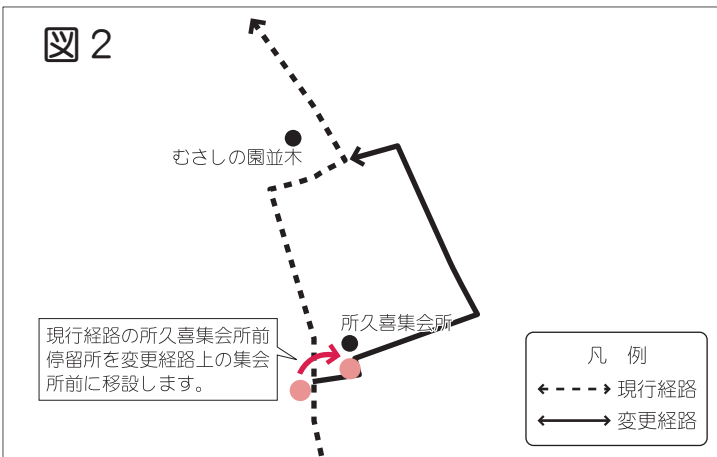 図2
むさしの園並木
所久喜集会所
現行経路の所久喜集会所前
停留所を変更経路上の集会
所前に移設します。
凡 例
現行経路
変更経路